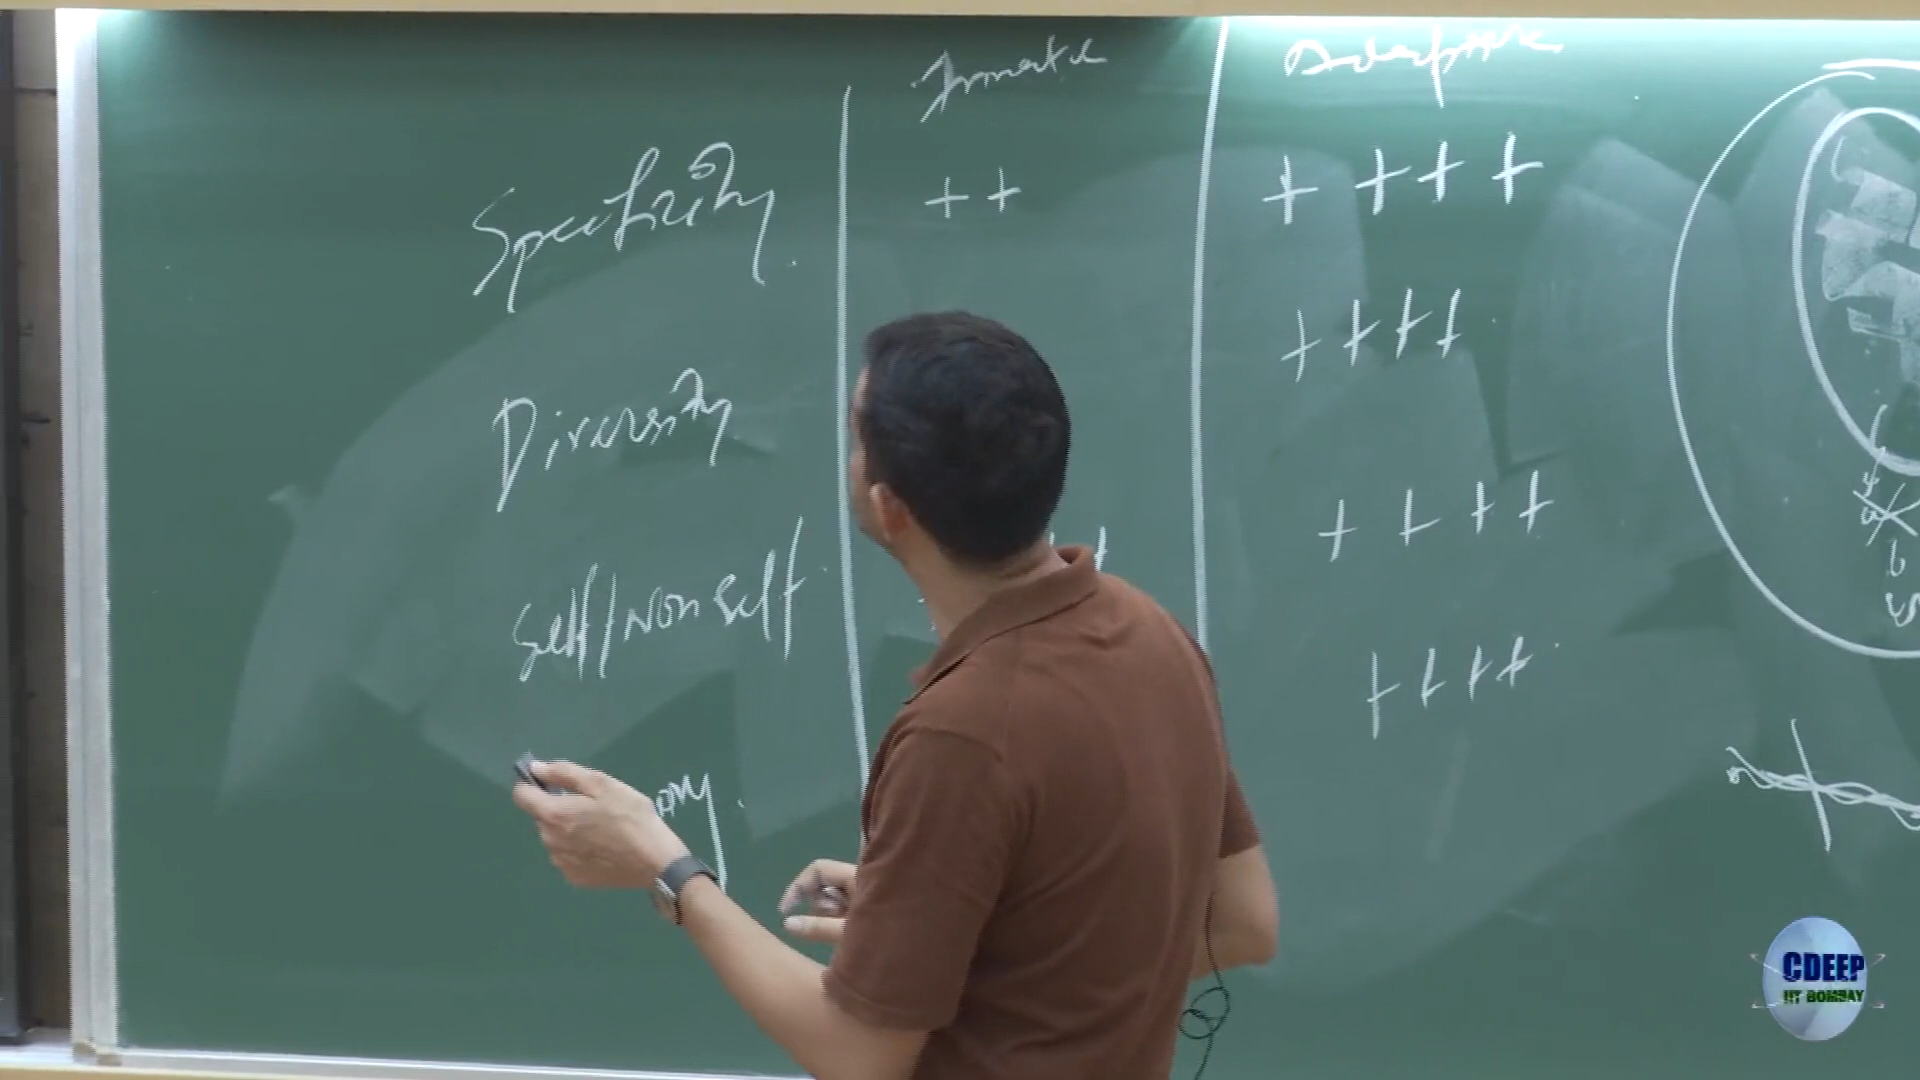 Innate Adaptive
Specificity ++ ++++
Diversity ++++
Self/non self ++++
++++
CDEEP
IIT BOMBAY